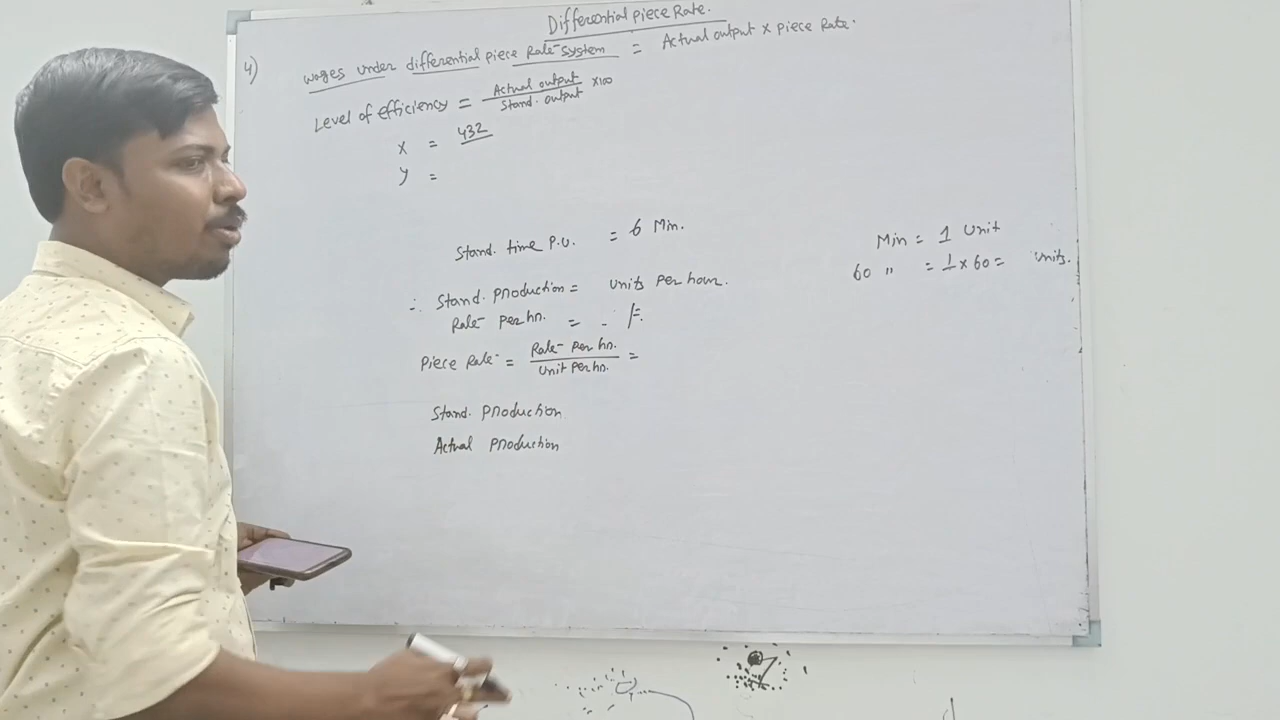 Differential piece Rate.
4) wages under differential piece Rate system = Actual output x piece Rate.
Level of efficiency = Actual output / Stand. output x100
x = 432
y =
Stand. time P.U. = 6 Min.
Min = 1 Unit
60 " = 1 x 60 = units.
∴ Stand. production = units per hour.
Rate per hr. = . /=.
Piece Rate = Rate per hr. / Unit per hr. =
Stand. production
Actual production